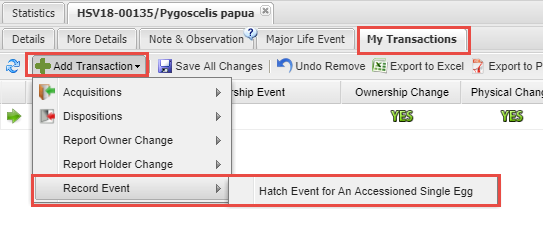 Statistics HSV18-00135/Pygoscelis papua
Details More Details Note & Observation ? Major Life Event My Transactions
Add Transaction Save All Changes Undo Remove Export to Excel Export to P
ership Event Ownership Change Physical Chang
YES YES
Acquisitions
Dispositions
Report Owner Change
Report Holder Change
Record Event Hatch Event for An Accessioned Single Egg